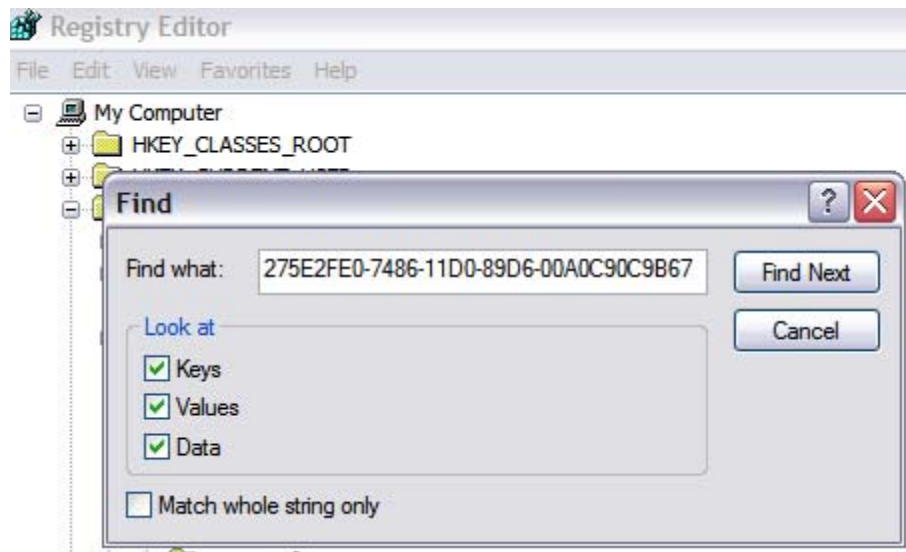 Registry Editor
File Edit View Favorites Help
My Computer
HKEY_CLASSES_ROOT
Find
Find what: 275E2FE0-7486-11D0-89D6-00A0C90C9B67 Find Next
Cancel
Look at
Keys
Values
Data
Match whole string only